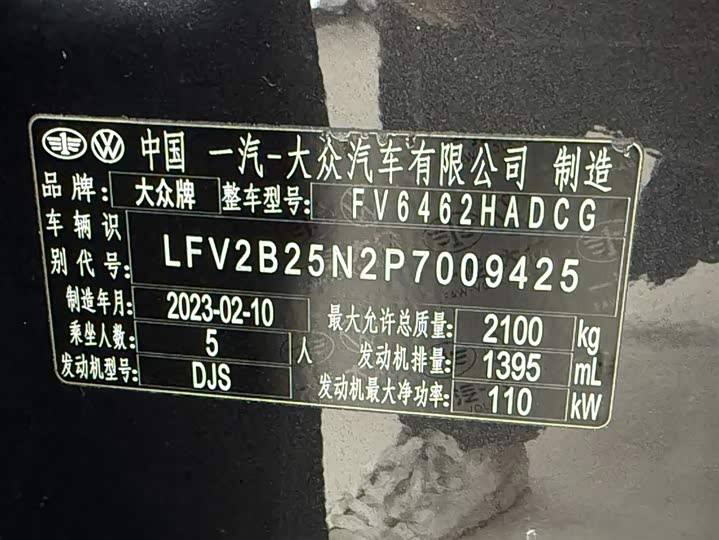 中国 一汽-大众汽车有限公司 制造
品牌: 大众牌 整车型号: FV6462HADCG
车辆识别代号: LFV2B25N2P7009425
制造年月: 2023-02-10 最大允许总质量: 2100 kg
乘坐人数: 5 人 发动机排量: 1395 mL
发动机型号: DJS 发动机最大净功率: 110 kW